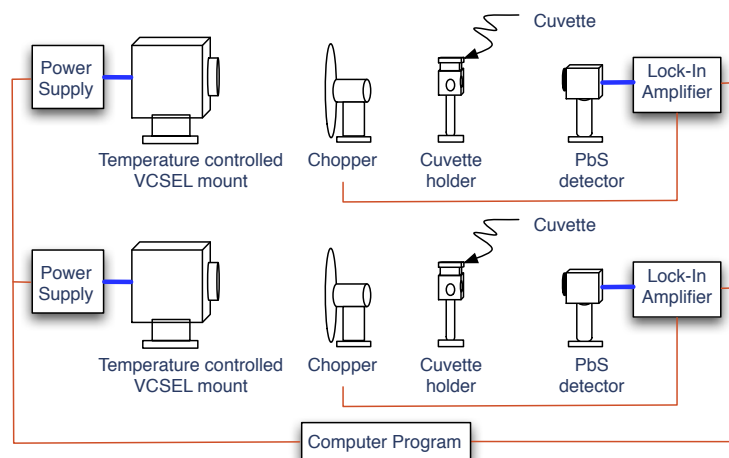 Cuvette
Power
Supply
Lock-In
Amplifier
Temperature controlled
VCSEL mount
Chopper
Cuvette
holder
PbS
detector
Cuvette
Power
Supply
Lock-In
Amplifier
Temperature controlled
VCSEL mount
Chopper
Cuvette
holder
PbS
detector
Computer Program